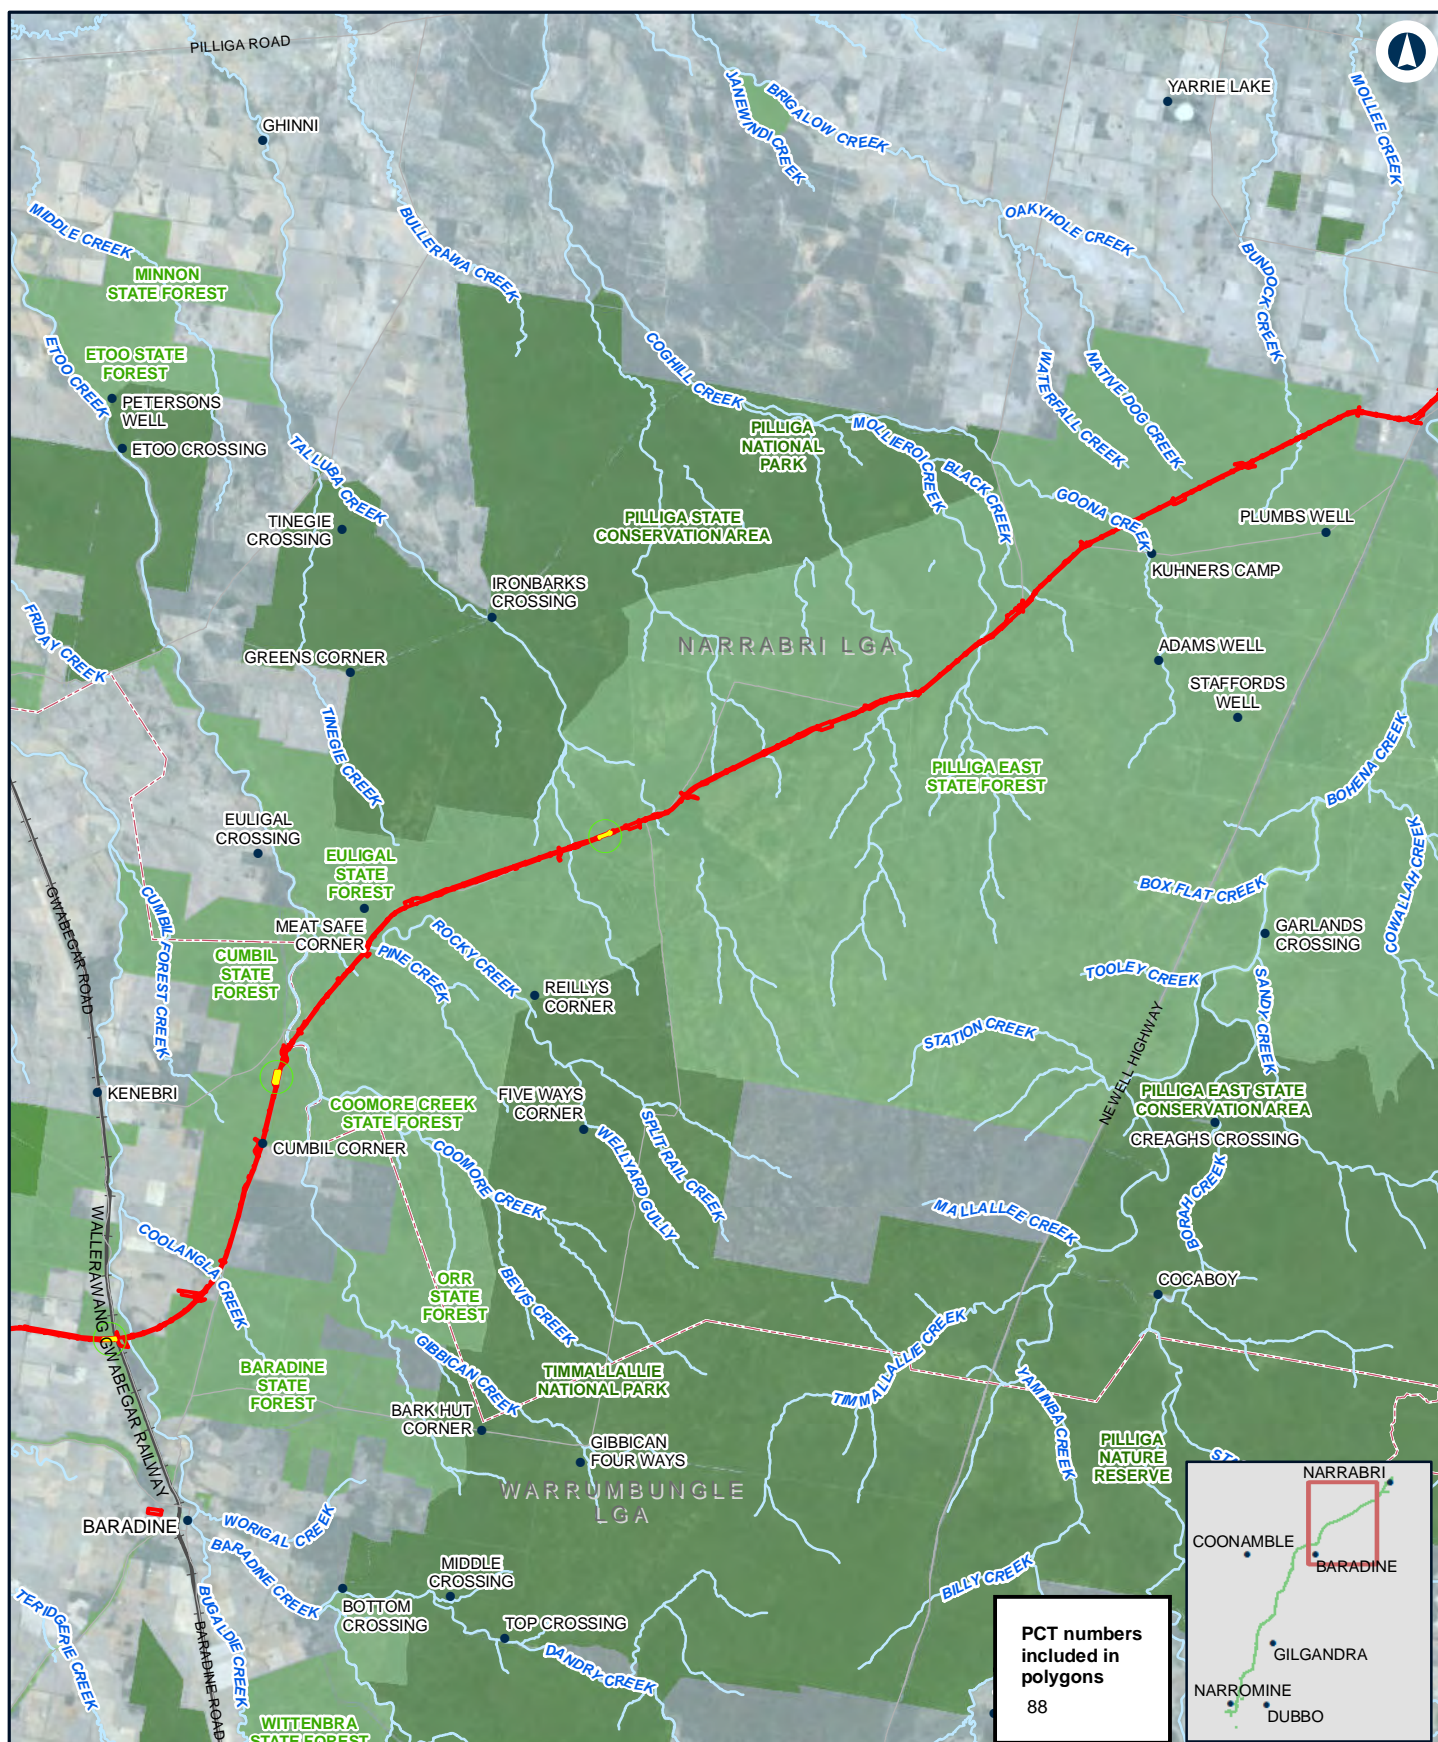 PILLIGA ROAD
YARRIE LAKE
GHINNI
JANEWINDI CREEK
BRIGALOW CREEK
MOLLEE CREEK
MIDDLE CREEK
BULLERAWA CREEK
OAKYHOLE CREEK
BUNDOCK CREEK
MINNON
STATE FOREST
ETOO CREEK
ETOO STATE
FOREST
PETERSONS
WELL
ETOO CROSSING
COGHILL CREEK
WATERFALL CREEK
NATIVE DOG CREEK
TALLUBA CREEK
PILLIGA
NATIONAL
PARK
MOLLIEROI CREEK
BLACK CREEK
GOONA CREEK
TINEGIE
CROSSING
PILLIGA STATE
CONSERVATION AREA
PLUMBS WELL
KUHNERS CAMP
IRONBARKS
CROSSING
FRIDAY CREEK
NARRABRI LGA
GREENS CORNER
ADAMS WELL
STAFFORDS
WELL
TINEGIE CREEK
PILLIGA EAST
STATE FOREST
BOHENA CREEK
EULIGAL
CROSSING
EULIGAL
STATE
FOREST
COWALLAH CREEK
BOX FLAT CREEK
GWABEGAR ROAD
CUMBIL FOREST CREEK
MEAT SAFE
CORNER
ROCKY CREEK
PINE CREEK
GARLANDS
CROSSING
CUMBIL
STATE
FOREST
TOOLEY CREEK
SANDY CREEK
REILLYS
CORNER
STATION CREEK
NEWELL HIGHWAY
KENEBRI
FIVE WAYS
CORNER
COOMORE CREEK
STATE FOREST
PILLIGA EAST STATE
CONSERVATION AREA
CREAGHS CROSSING
CUMBIL CORNER
SPLIT RAIL CREEK
WELLYARD GULLY
COOMORE CREEK
BORAH CREEK
MALLALLEE CREEK
WALLERAWANG GWABEGAR RAILWAY
COOLANGLA CREEK
ORR
STATE
FOREST
BEVIS CREEK
COCABOY
GIBBICAN CREEK
TIMMALLALLIE CREEK
BARADINE
STATE
FOREST
TIMMALLALLIE
NATIONAL PARK
YAMINBA CREEK
BARK HUT
CORNER
GIBBICAN
FOUR WAYS
PILLIGA
NATURE
RESERVE
WARRUMBUNGLE
LGA
BARADINE
WORIGAL CREEK
BARADINE CREEK
MIDDLE
CROSSING
BOTTOM
CROSSING
TOP CROSSING
DANDRY CREEK
BILLY CREEK
TERIDGERIE CREEK
BUGALDIE CREEK
BARADINE ROAD
WITTENBRA
STATE FOREST
PCT numbers
included in
polygons
88
NARRABRI
COONAMBLE
BARADINE
GILGANDRA
NARROMINE
DUBBO